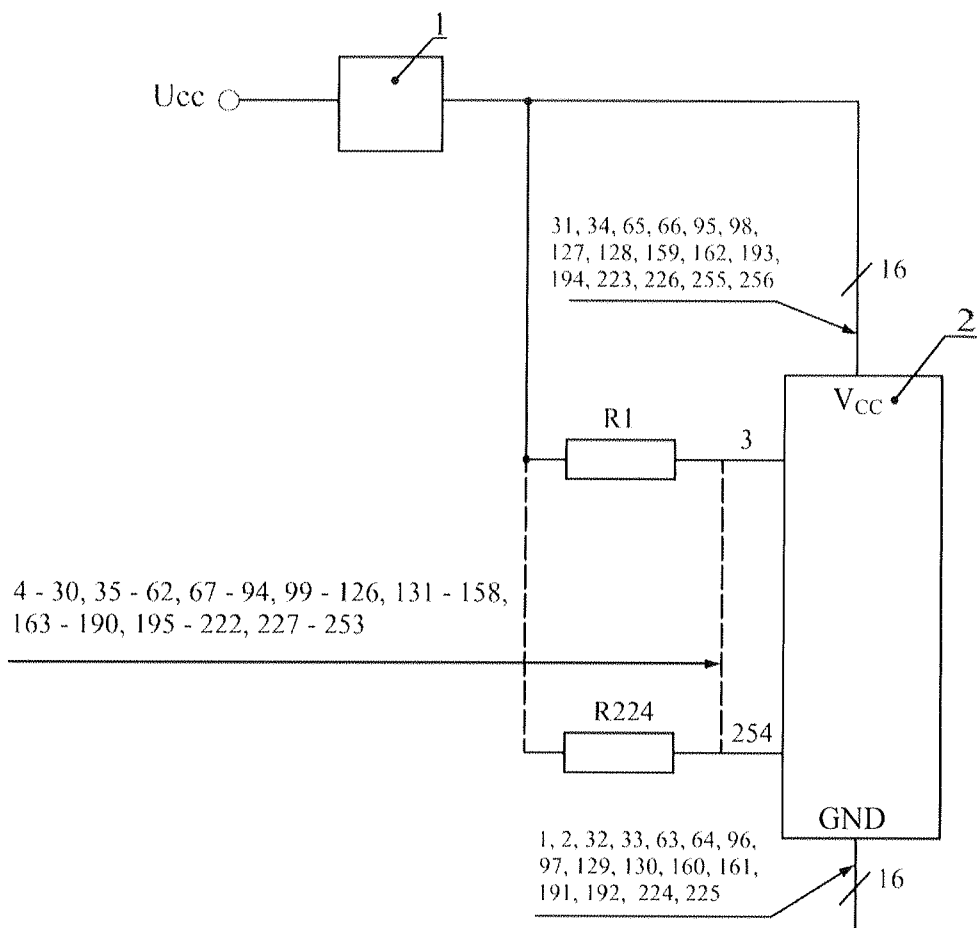 1
Ucc
31, 34, 65, 66, 95, 98,
127, 128, 159, 162, 193,
194, 223, 226, 255, 256
16
2
VCC
R1
3
4 - 30, 35 - 62, 67 - 94, 99 - 126, 131 - 158,
163 - 190, 195 - 222, 227 - 253
R224
254
GND
1, 2, 32, 33, 63, 64, 96,
97, 129, 130, 160, 161,
191, 192, 224, 225
16